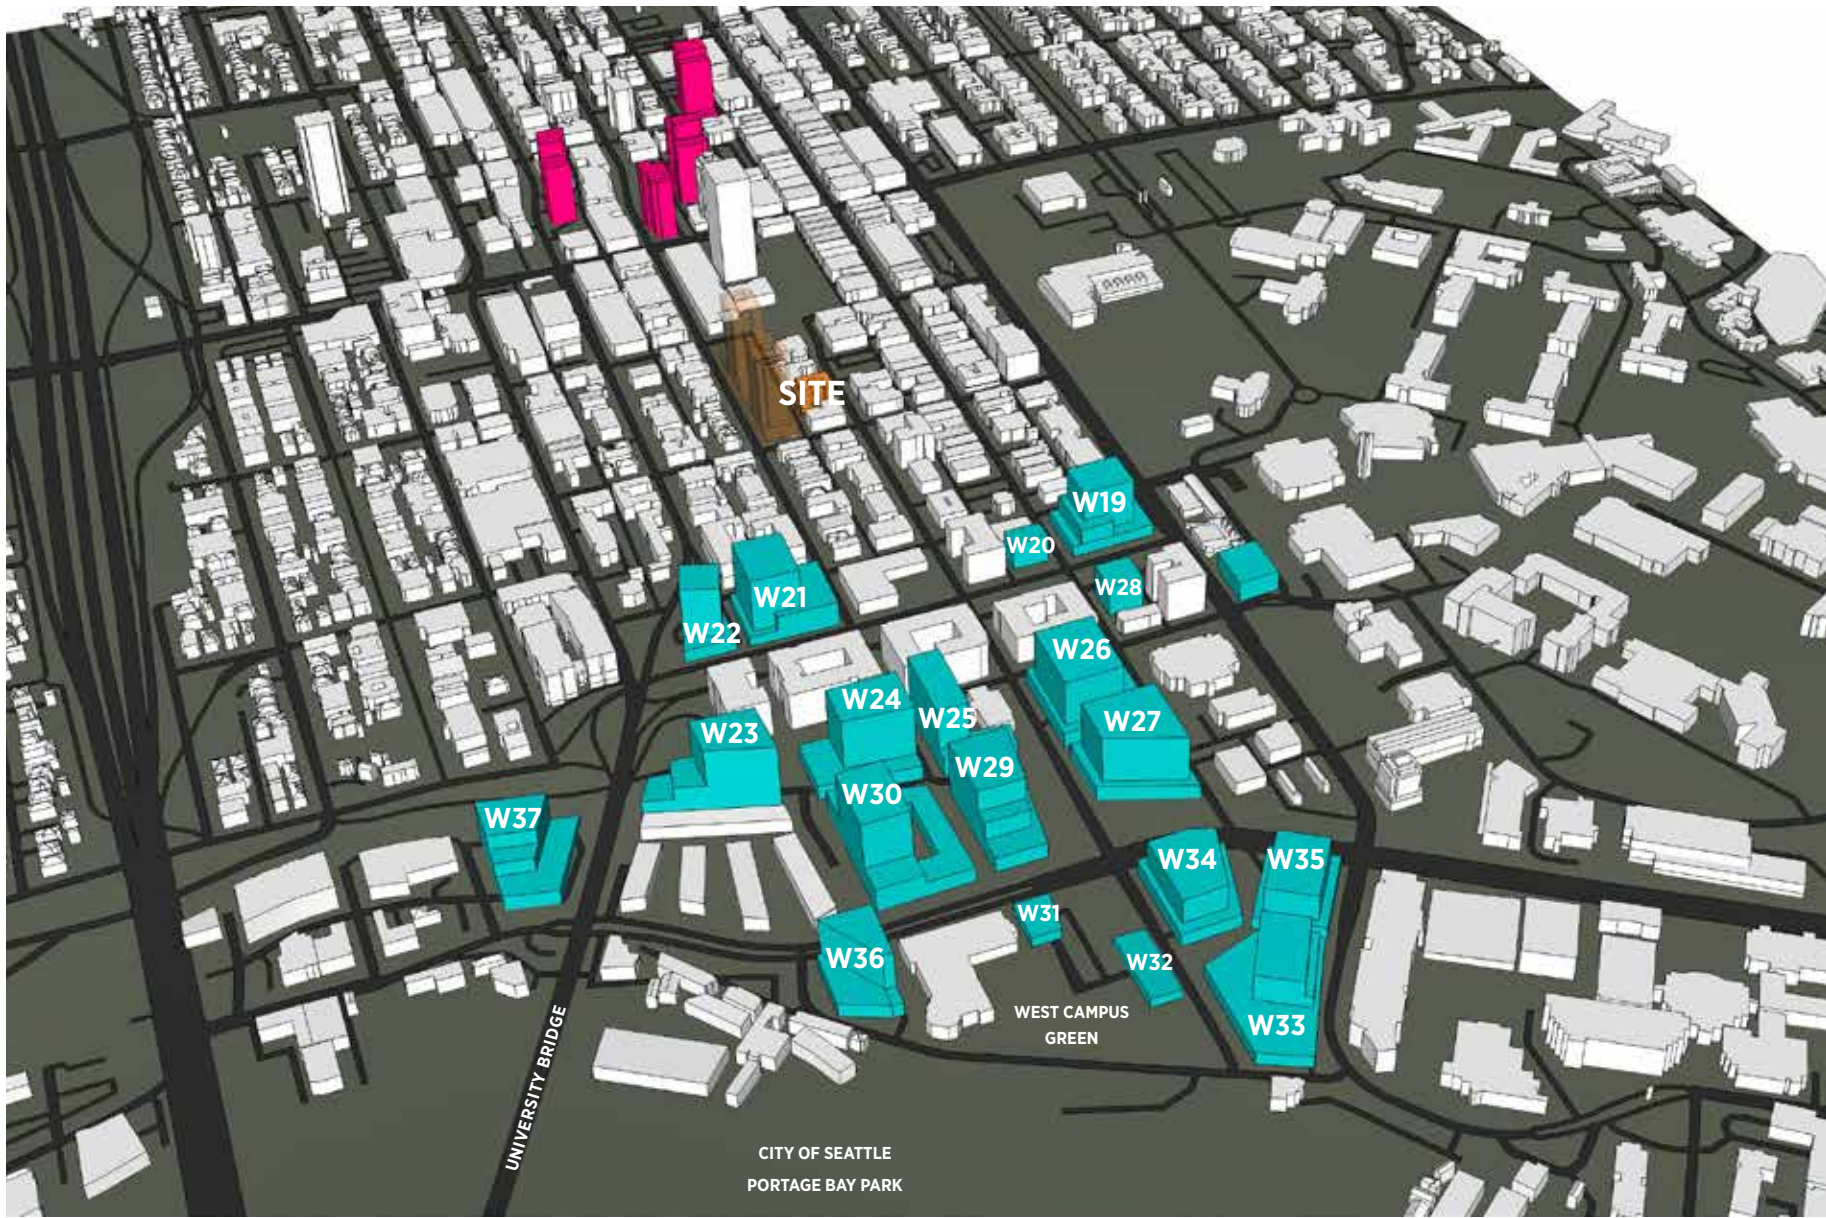 SITE
W19
W20
W28
W21
W22
W26
W24
W25
W27
W23
W29
W30
W37
W34
W35
W31
W36
W32
WEST CAMPUS
GREEN
W33
UNIVERSITY BRIDGE
CITY OF SEATTLE
PORTAGE BAY PARK